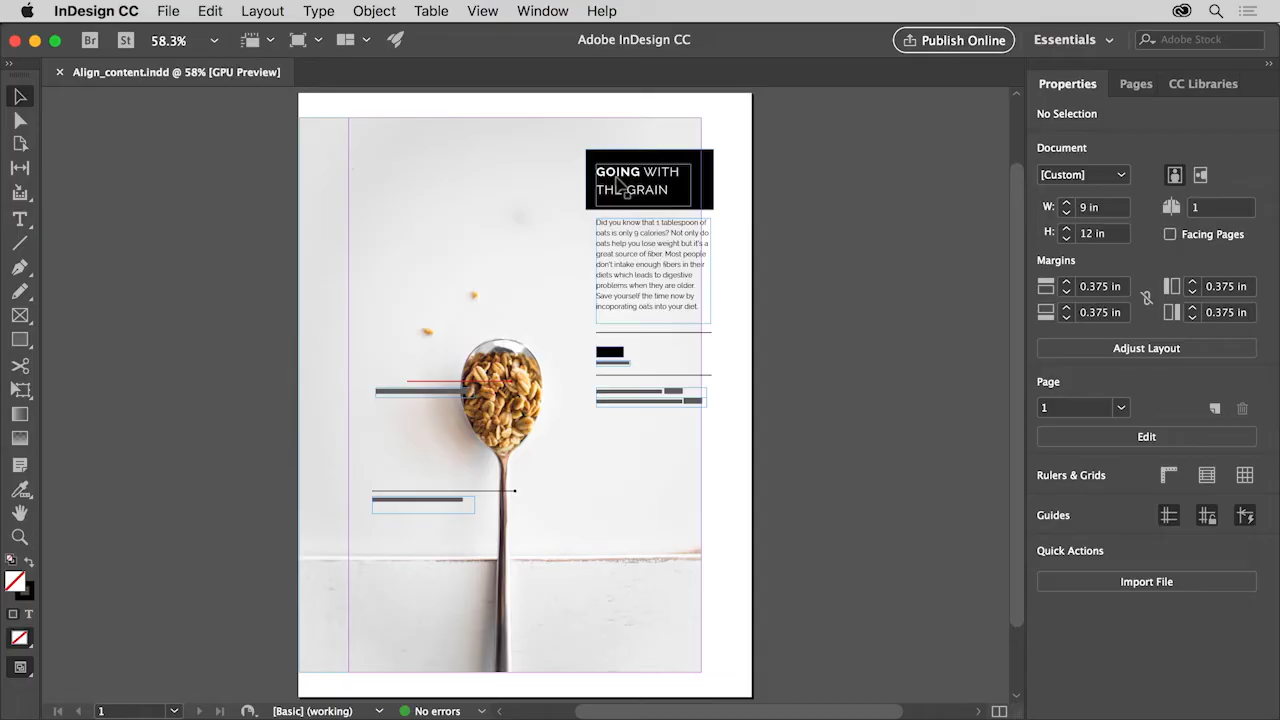 InDesign CC File Edit Layout Type Object Table View Window Help
Br St 58.3% Adobe InDesign CC Publish Online Essentials Adobe Stock
Align_content.indd @ 58% [GPU Preview]
Properties Pages CC Libraries
No Selection
Document
[Custom]
W: 9 in 1
H: 12 in Facing Pages
Margins
0.375 in 0.375 in
0.375 in 0.375 in
Adjust Layout
Page
1
Edit
Rulers & Grids
Guides
Quick Actions
Import File
GOING WITH
THE GRAIN
Did you know that 1 tablespoon of
oats is only 9 calories? Not only do
oats help you lose weight but it's a
great source of fiber. Most people
don't intake enough fibers in their
diets which leads to digestive
problems when they are older.
Save yourself the time now by
incoporating oats into your diet.
1 [Basic] (working) No errors